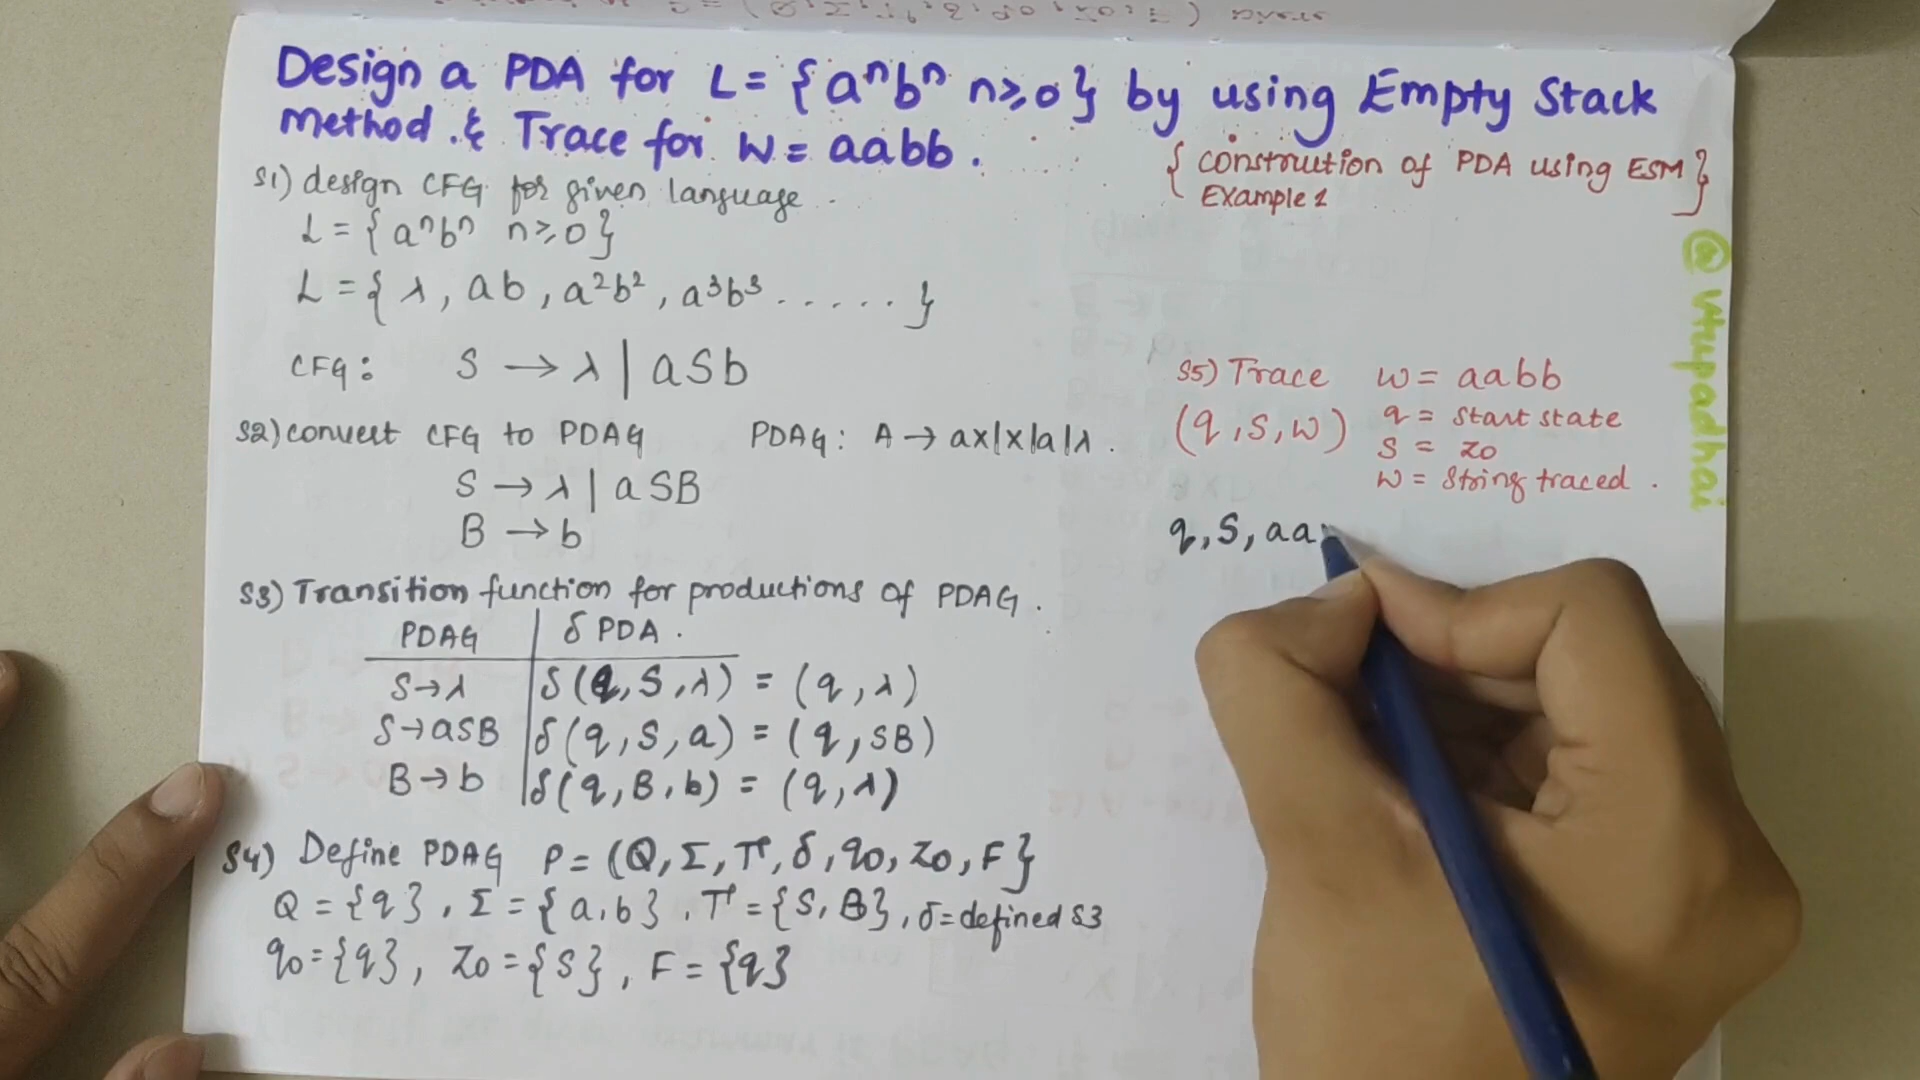 Design a PDA for L = {aⁿbⁿ n≥0} by using Empty Stack
Method. & Trace for W = aabb.
{ construction of PDA using ESM }
Example 1
S1) design CFG for given language.
L = {aⁿbⁿ n≥0}
L = { λ, ab, a²b², a³b³ ...... }
CFG: S → λ | aSb
S2) convert CFG to PDAG PDAG: A → ax|x|a|λ.
S → λ | aSB
B → b
S3) Transition function for productions of PDAG.
PDAG | δ PDA.
S→λ | δ(q, S, λ) = (q, λ)
S→aSB | δ(q, S, a) = (q, SB)
B→b | δ(q, B, b) = (q, λ)
S4) Define PDAG P = (Q, Σ, Γ, δ, q0, z0, F}
Q = {q}, Σ = {a, b}, Γ = {S, B}, δ = defined S3
q0 = {q}, Z0 = {S}, F = {q}
S5) Trace w = aabb
(q, S, w) q = Start state
S = z0
w = String traced.
q, S, aa
@ Vtupadhai